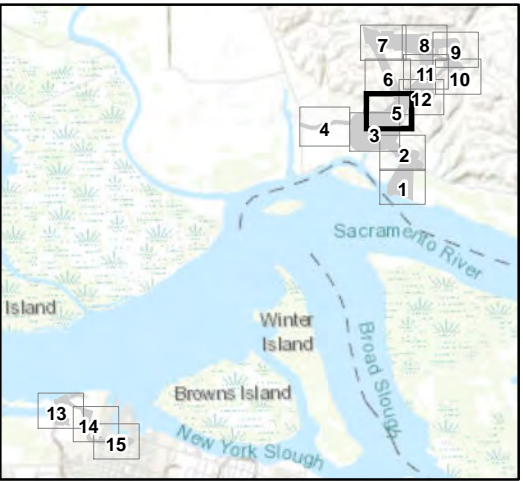 7 8 9
6 11 10
5 12
4 3
2
1
Sacramento River
Island
Winter
Island
Broad Slough
Browns Island
New York Slough
13
14
15